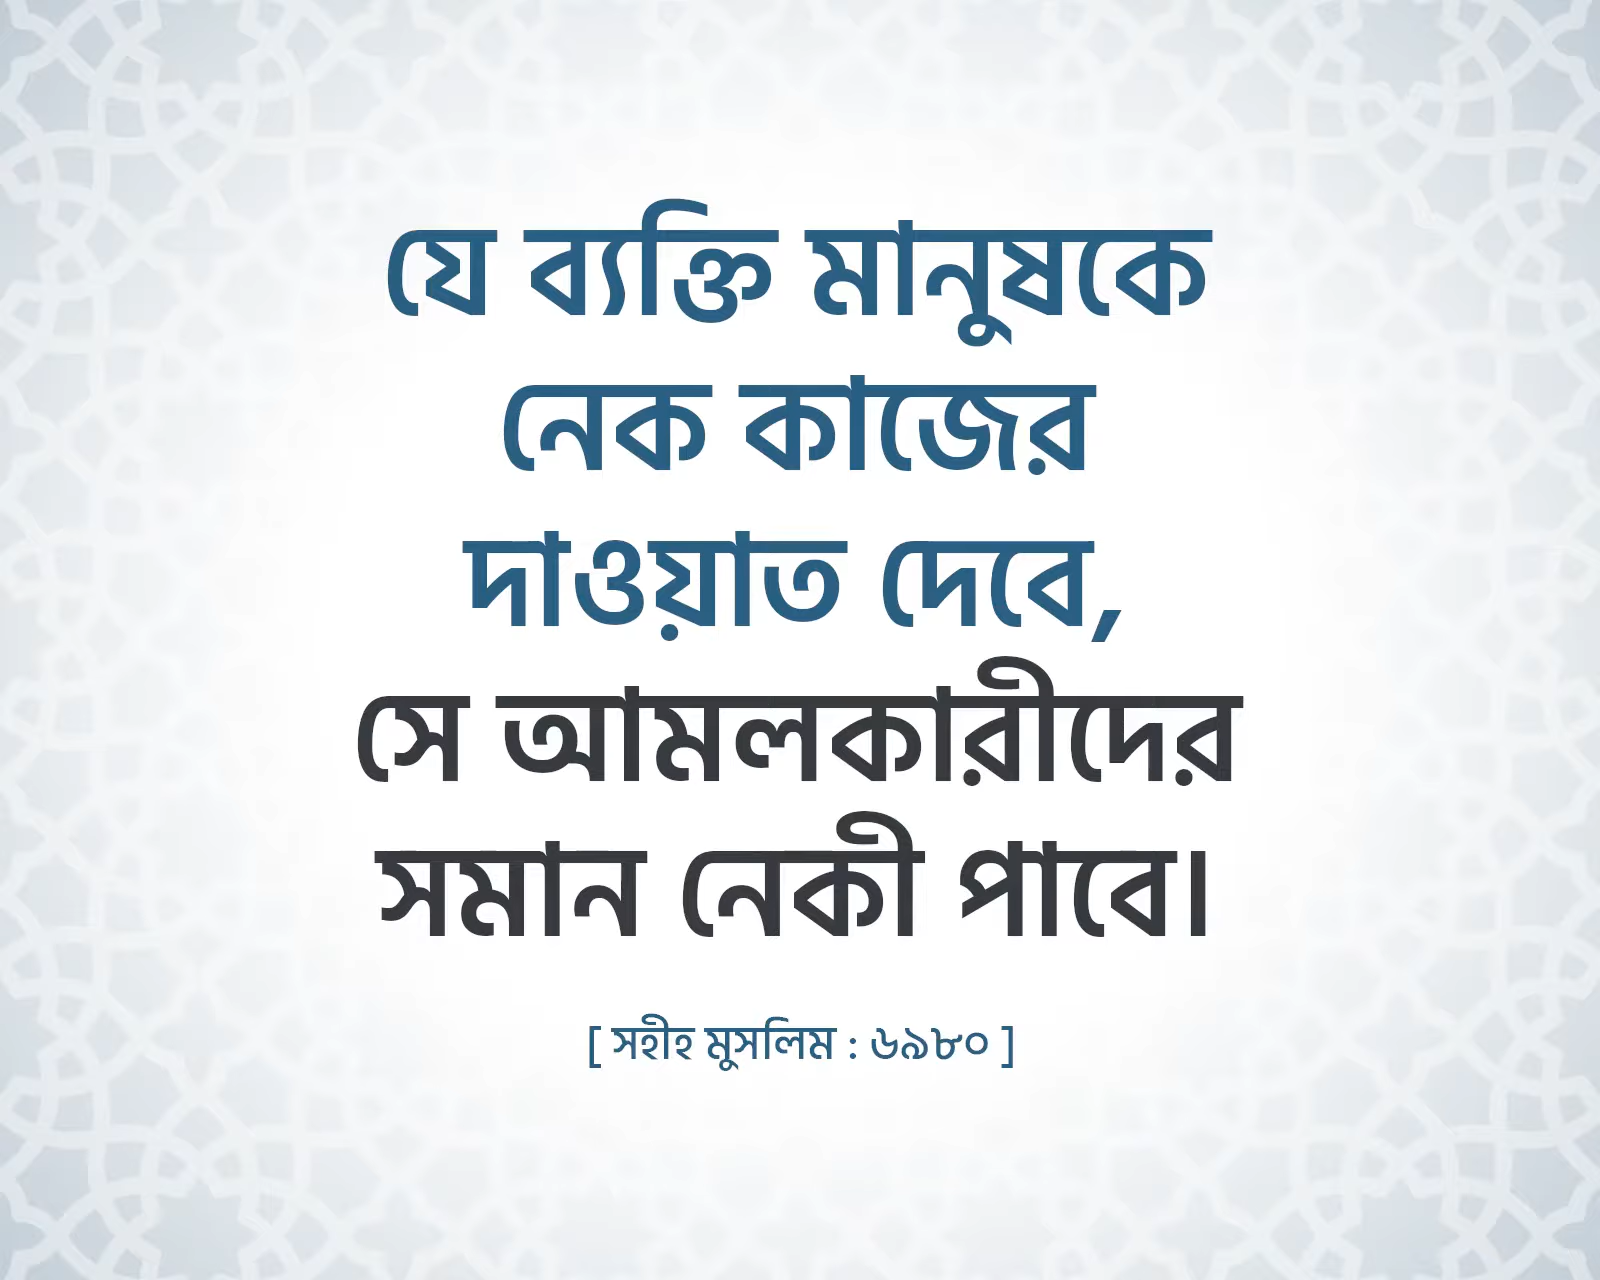 যে ব্যক্তি মানুষকে
নেক কাজের
দাওয়াত দেবে,
সে আমলকারীদের
সমান নেকী পাবে।
[ সহীহ মুসলিম : ৬৯৮০ ]